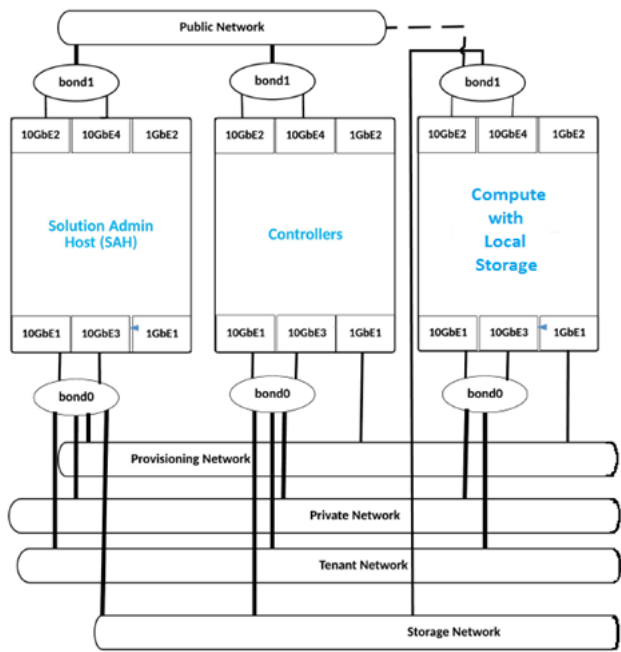 Public Network
bond1
bond1
bond1
10GbE2 10GbE4 1GbE2
10GbE2 10GbE4 1GbE2
10GbE2 10GbE4 1GbE2
Solution Admin
Host (SAH)
Controllers
Compute
with
Local
Storage
10GbE1 10GbE3 1GbE1
10GbE1 10GbE3 1GbE1
10GbE1 10GbE3 1GbE1
bond0
bond0
bond0
Provisioning Network
Private Network
Tenant Network
Storage Network